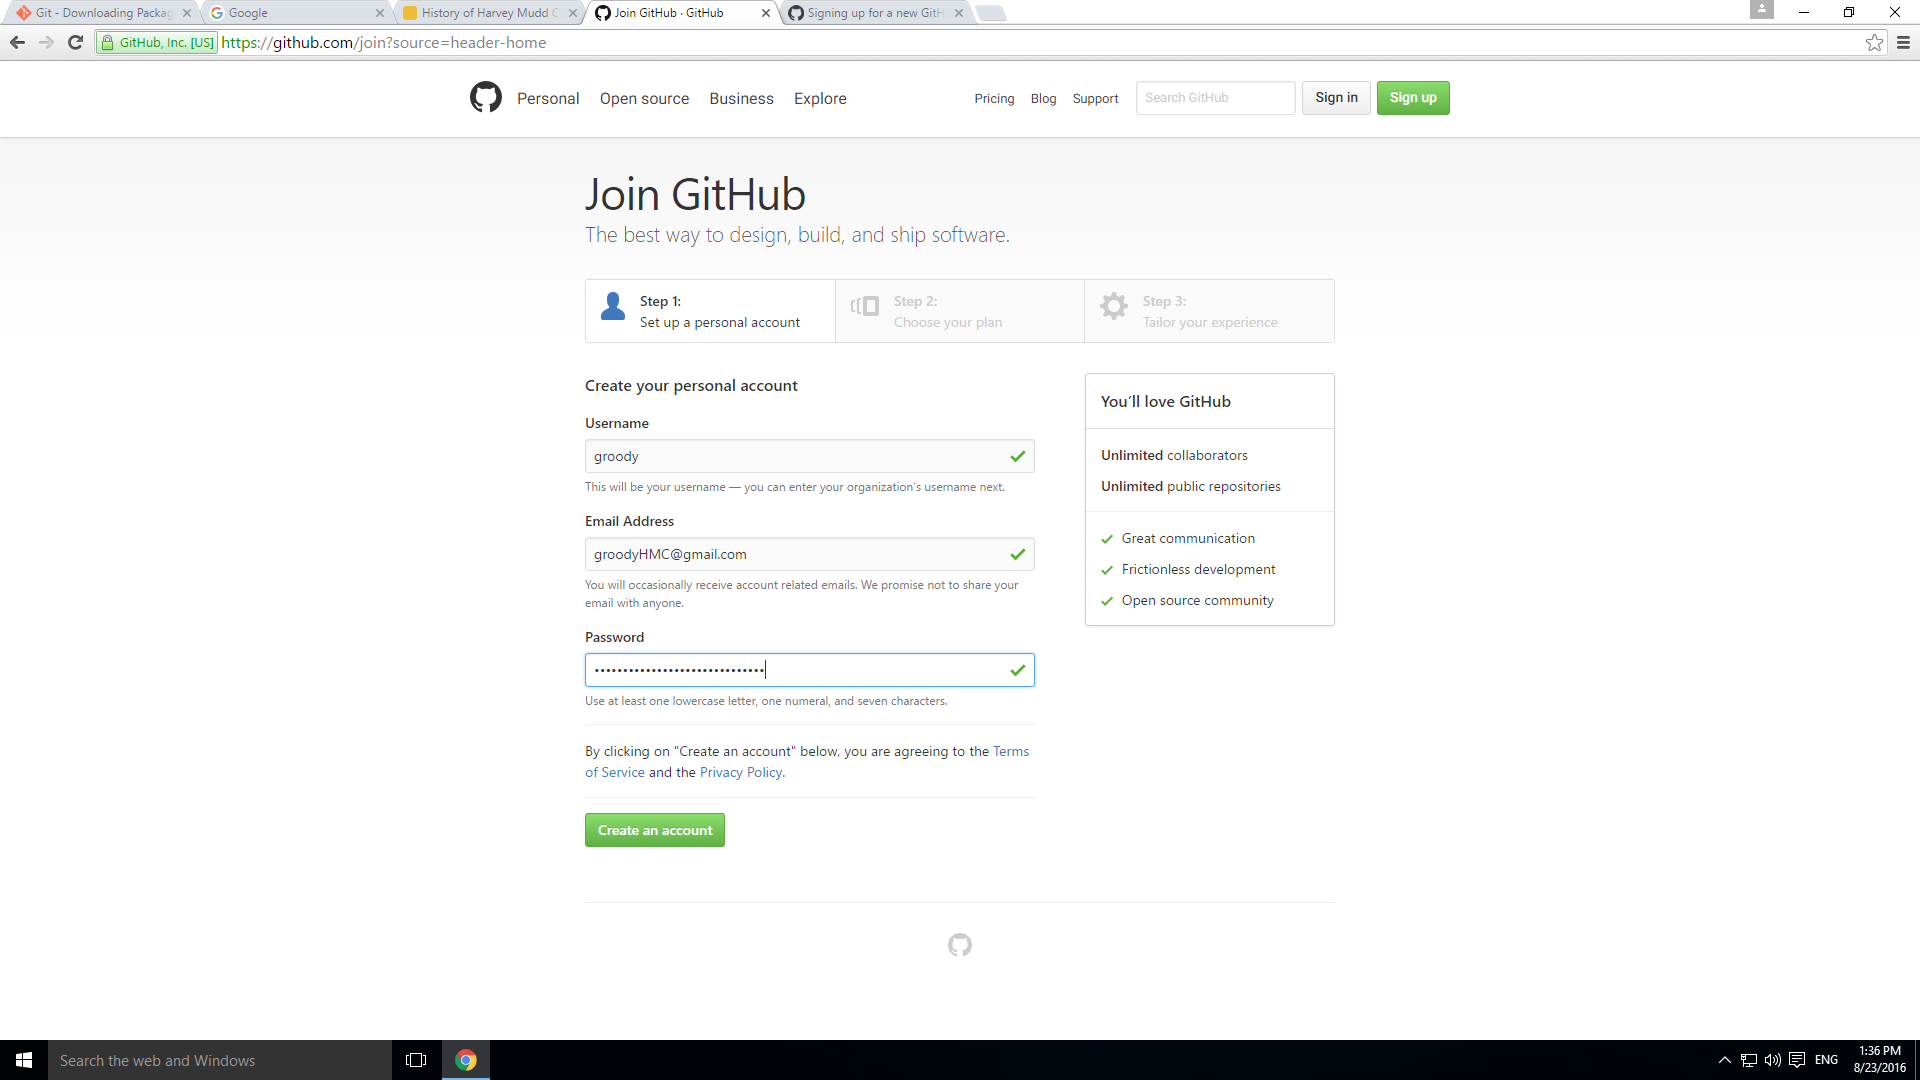 Git - Downloading Packag
Google
History of Harvey Mudd C
Join GitHub · GitHub
Signing up for a new GitH
GitHub, Inc. [US] https://github.com/join?source=header-home
Personal Open source Business Explore Pricing Blog Support Search GitHub Sign in Sign up
Join GitHub
The best way to design, build, and ship software.
Step 1:
Set up a personal account
Step 2:
Choose your plan
Step 3:
Tailor your experience
Create your personal account
Username
groody
This will be your username — you can enter your organization’s username next.
Email Address
groodyHMC@gmail.com
You will occasionally receive account related emails. We promise not to share your
email with anyone.
Password
••••••••••••••••••••••••••••••
Use at least one lowercase letter, one numeral, and seven characters.
By clicking on "Create an account" below, you are agreeing to the Terms
of Service and the Privacy Policy.
Create an account
You’ll love GitHub
Unlimited collaborators
Unlimited public repositories
Great communication
Frictionless development
Open source community
Search the web and Windows
ENG
1:36 PM
8/23/2016